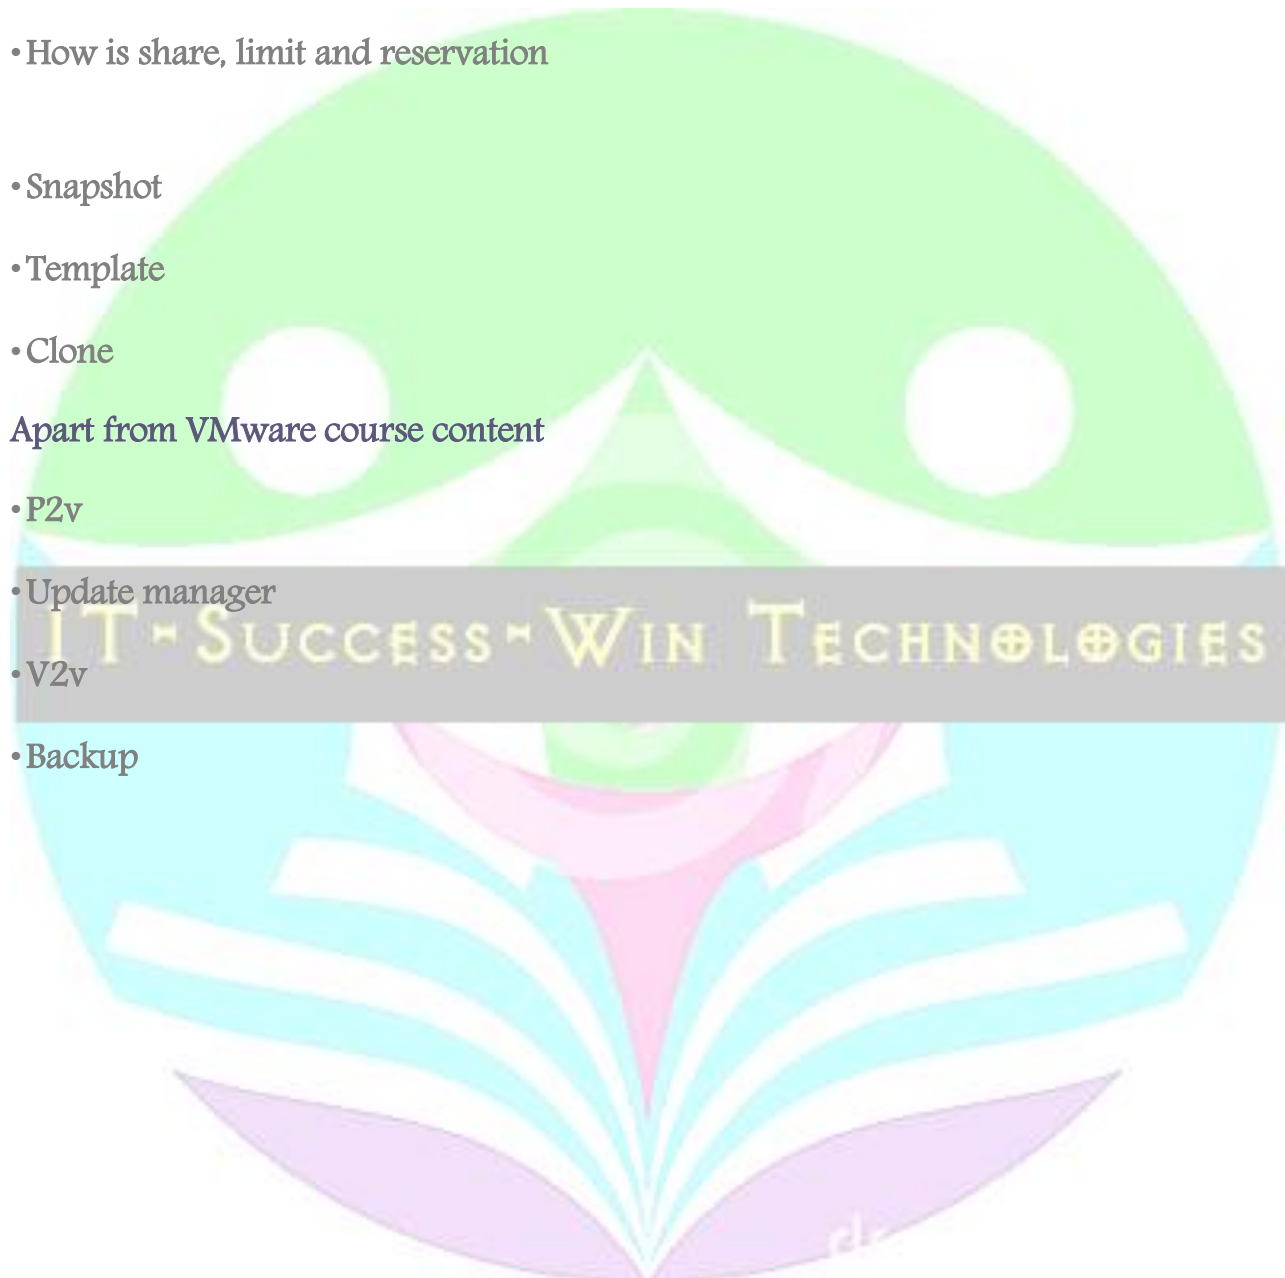 •How is share, limit and reservation
•Snapshot
•Template
•Clone
Apart from VMware course content
•P2v
•Update manager
IT-Success-Win Technologies
•V2v
•Backup